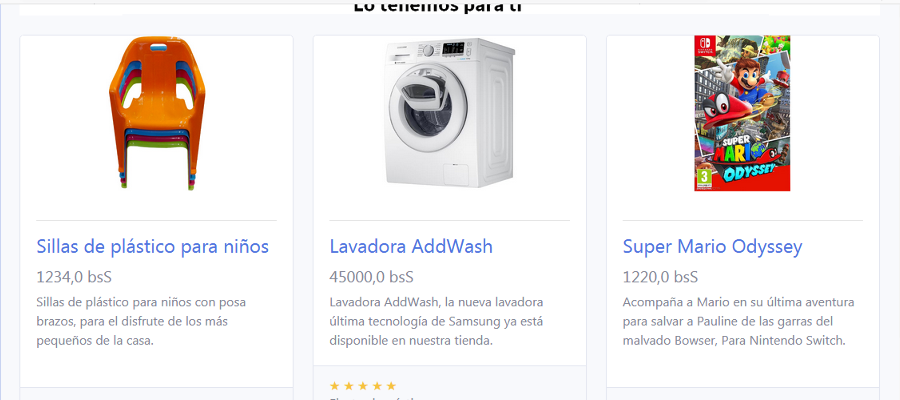 Lo tenemos para ti
Sillas de plástico para niños
1234,0 bsS
Sillas de plástico para niños con posa
brazos, para el disfrute de los más
pequeños de la casa.
Lavadora AddWash
45000,0 bsS
Lavadora AddWash, la nueva lavadora
última tecnología de Samsung ya está
disponible en nuestra tienda.
★ ★ ★ ★ ★
SUPER
MARIO
ODYSSEY
3
Super Mario Odyssey
1220,0 bsS
Acompaña a Mario en su última aventura
para salvar a Pauline de las garras del
malvado Bowser, Para Nintendo Switch.